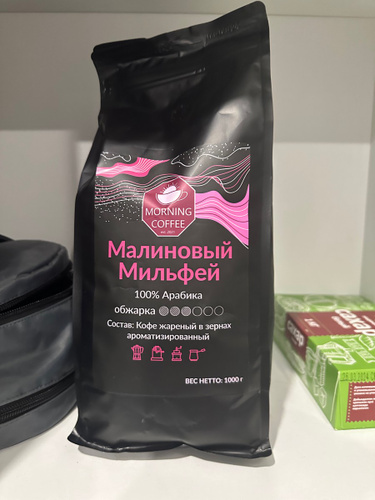 MORNING
COFFEE
Малиновый
Мильфей
100% Арабика
обжарка
Состав: Кофе жареный в зернах
ароматизированный
ВЕС НЕТТО: 1000 г